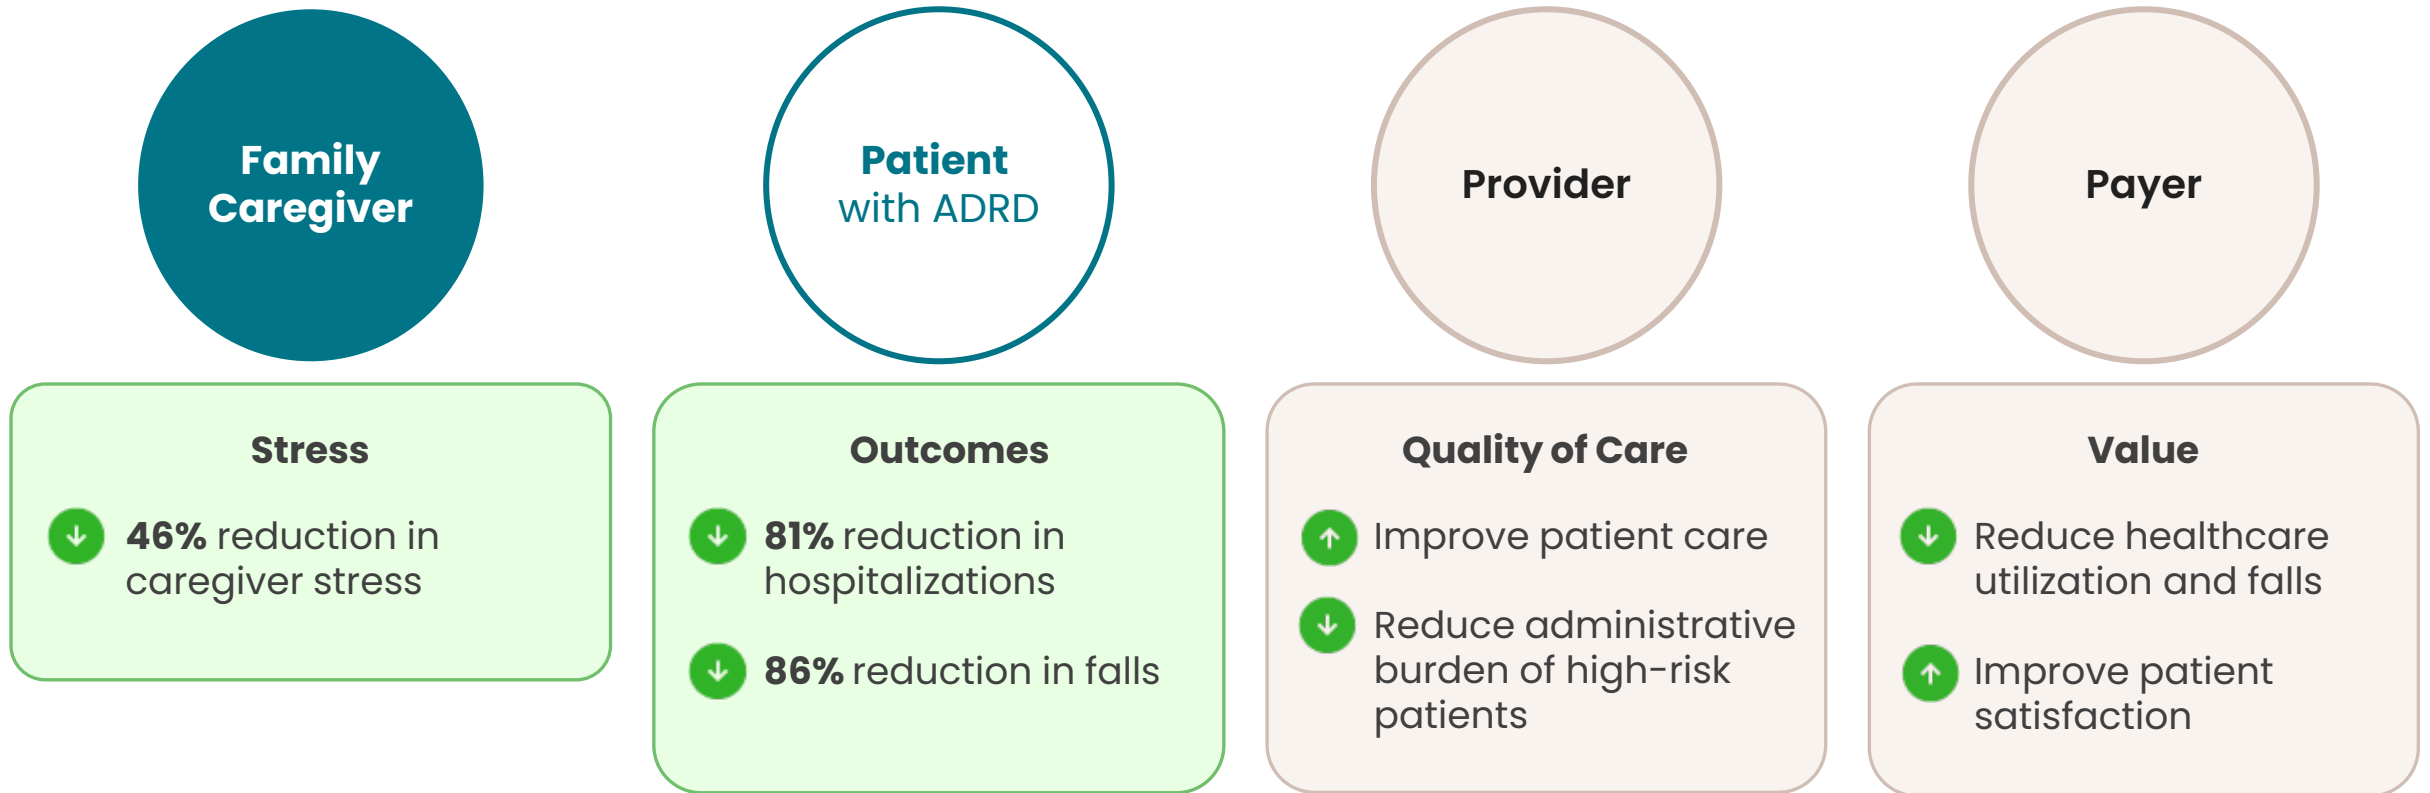 Family
Caregiver
Patient
with ADRD
Provider
Payer
Stress
46% reduction in
caregiver stress
Outcomes
81% reduction in
hospitalizations
86% reduction in falls
Quality of Care
Improve patient care
Reduce administrative
burden of high-risk
patients
Value
Reduce healthcare
utilization and falls
Improve patient
satisfaction